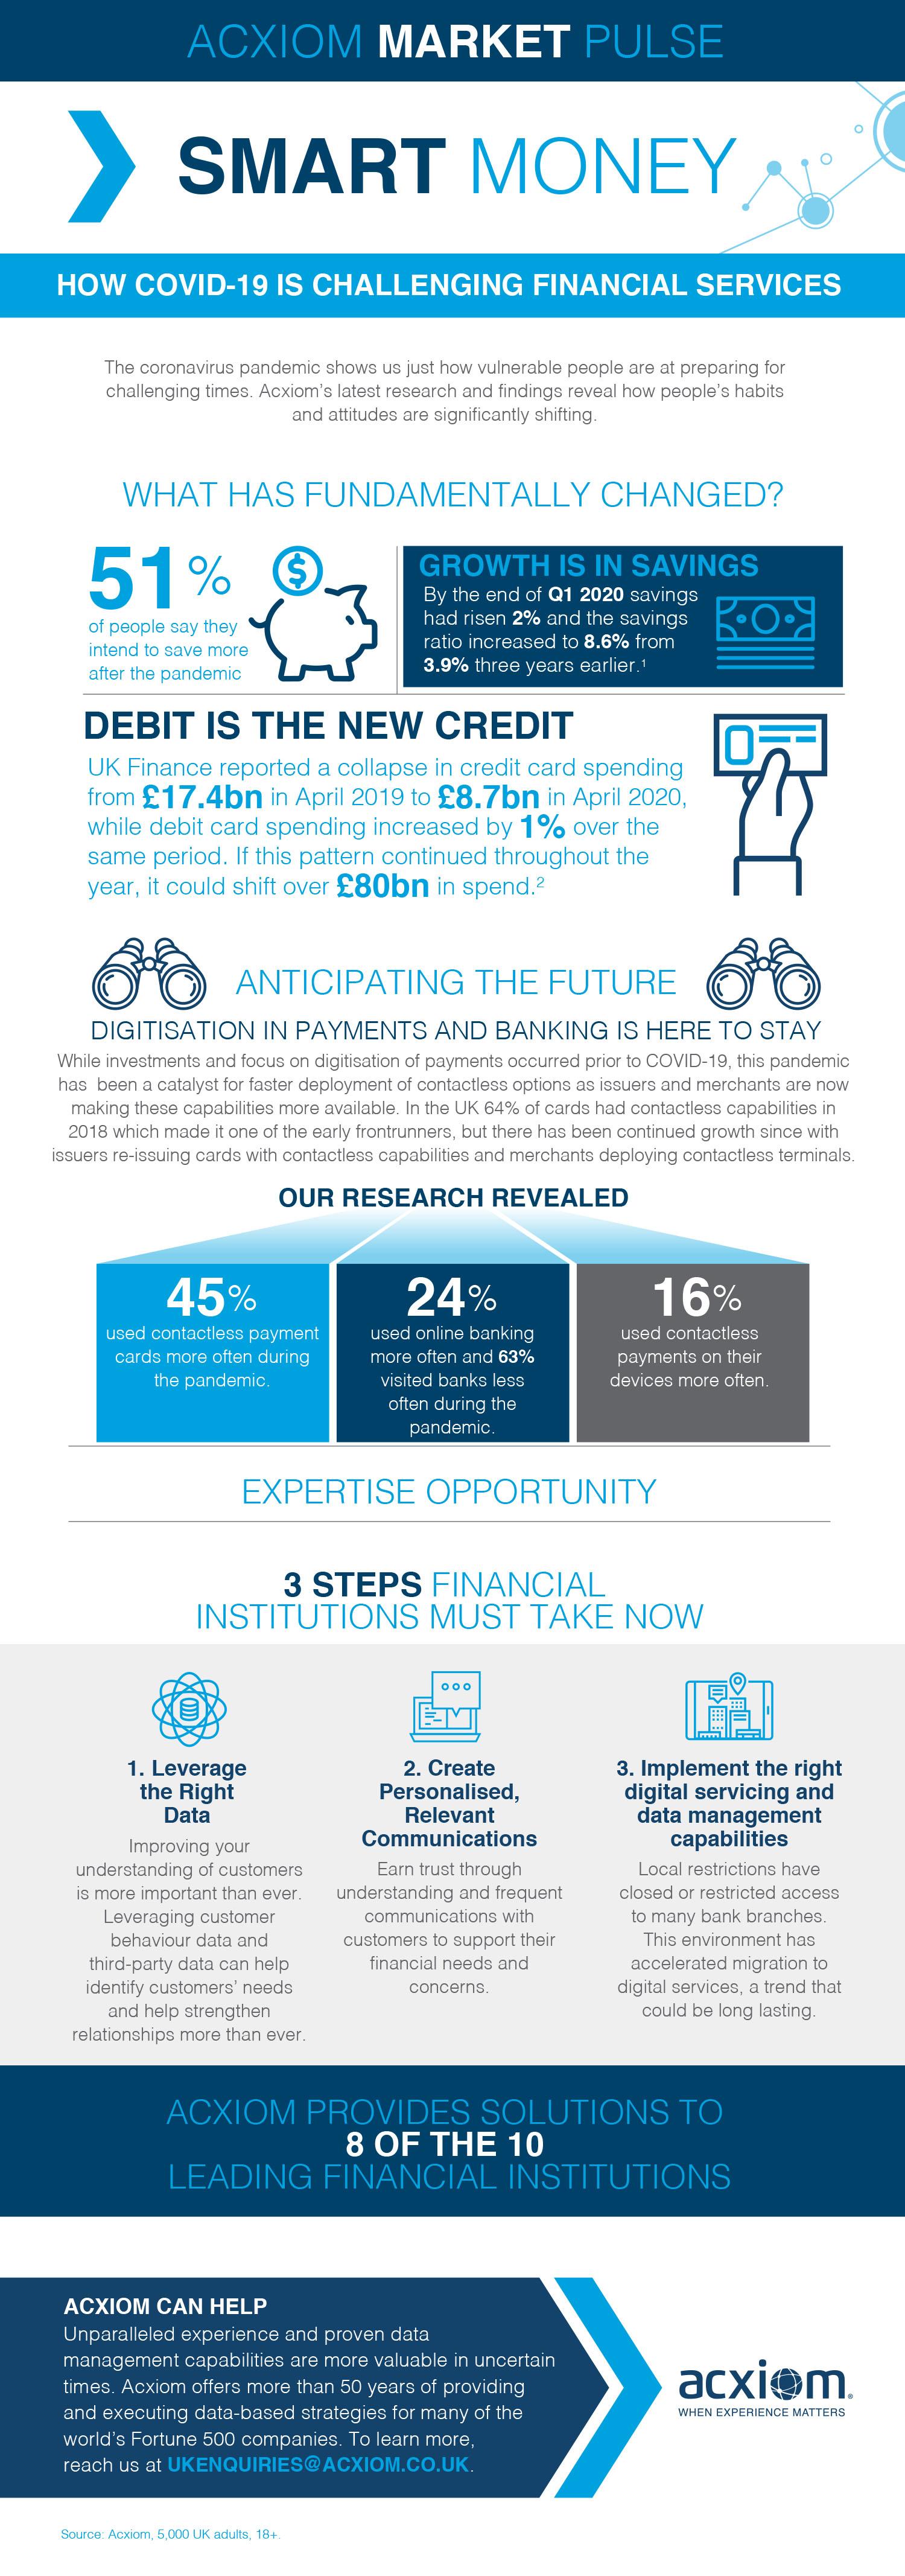 ACXIOM MARKET PULSE
SMART MONEY
HOW COVID-19 IS CHALLENGING FINANCIAL SERVICES
The coronavirus pandemic shows us just how vulnerable people are at preparing for
challenging times. Acxiom's latest research and findings reveal how people's habits
and attitudes are significantly shifting.
WHAT HAS FUNDAMENTALLY CHANGED?
51%
of people say they
intend to save more
after the pandemic
$
GROWTH IS IN SAVINGS
By the end of Q1 2020 savings
had risen 2% and the savings
ratio increased to 8.6% from
3.9% three years earlier.¹
DEBIT IS THE NEW CREDIT
UK Finance reported a collapse in credit card spending
from £17.4bn in April 2019 to £8.7bn in April 2020,
while debit card spending increased by 1% over the
same period. If this pattern continued throughout the
year, it could shift over £80bn in spend.²
ANTICIPATING THE FUTURE
DIGITISATION IN PAYMENTS AND BANKING IS HERE TO STAY
While investments and focus on digitisation of payments occurred prior to COVID-19, this pandemic
has been a catalyst for faster deployment of contactless options as issuers and merchants are now
making these capabilities more available. In the UK 64% of cards had contactless capabilities in
2018 which made it one of the early frontrunners, but there has been continued growth since with
issuers re-issuing cards with contactless capabilities and merchants deploying contactless terminals.
OUR RESEARCH REVEALED
45%
used contactless payment
cards more often during
the pandemic.
24%
used online banking
more often and 63%
visited banks less
often during the
pandemic.
16%
used contactless
payments on their
devices more often.
EXPERTISE OPPORTUNITY
3 STEPS FINANCIAL
INSTITUTIONS MUST TAKE NOW
1. Leverage
the Right
Data
Improving your
understanding of customers
is more important than ever.
Leveraging customer
behaviour data and
third-party data can help
identify customers' needs
and help strengthen
relationships more than ever.
2. Create
Personalised,
Relevant
Communications
Earn trust through
understanding and frequent
communications with
customers to support their
financial needs and
concerns.
3. Implement the right
digital servicing and
data management
capabilities
Local restrictions have
closed or restricted access
to many bank branches.
This environment has
accelerated migration to
digital services, a trend that
could be long lasting.
ACXIOM PROVIDES SOLUTIONS TO
8 OF THE 10
LEADING FINANCIAL INSTITUTIONS
ACXIOM CAN HELP
Unparalleled experience and proven data
management capabilities are more valuable in uncertain
times. Acxiom offers more than 50 years of providing
and executing data-based strategies for many of the
world's Fortune 500 companies. To learn more,
reach us at UKENQUIRIES@ACXIOM.CO.UK.
acxiom®
WHEN EXPERIENCE MATTERS
Source: Acxiom, 5,000 UK adults, 18+.